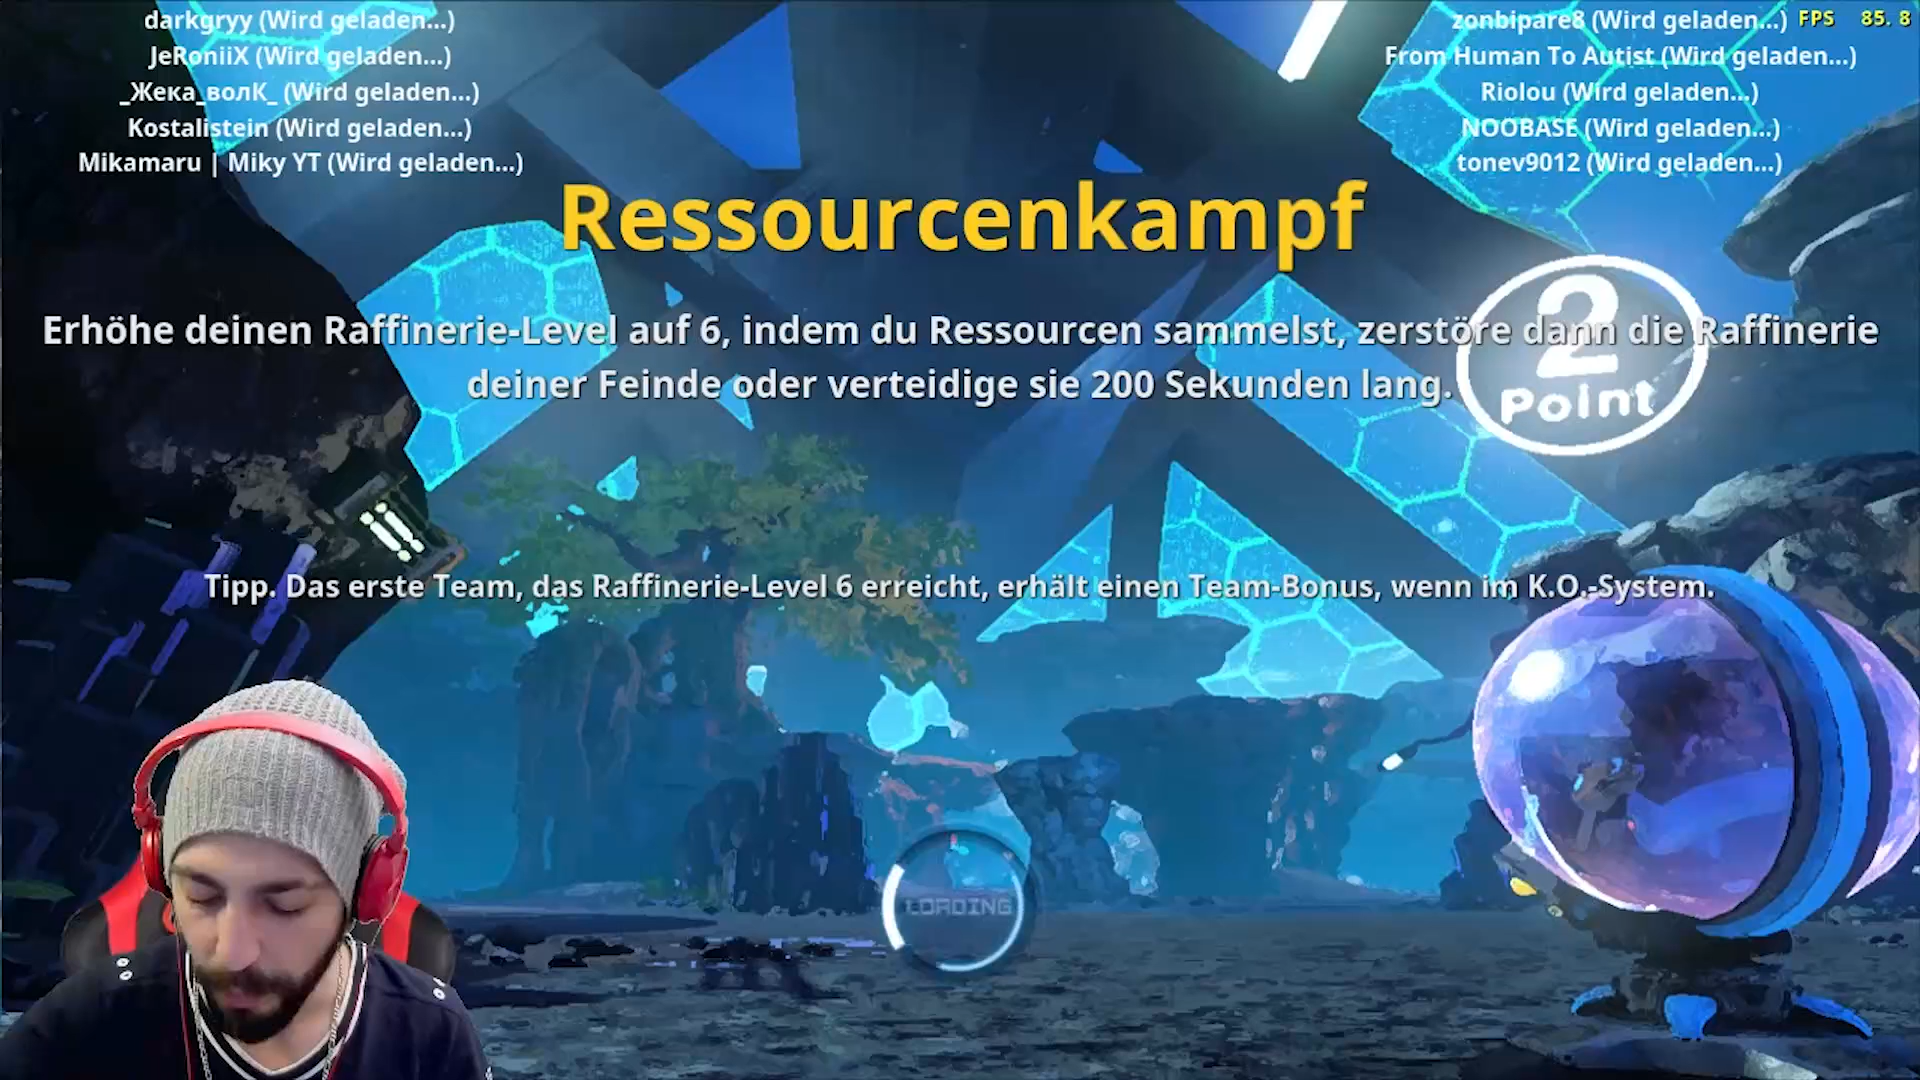 darkgryy (Wird geladen...)
JeRoniiX (Wird geladen...)
_Жека_волК_ (Wird geladen...)
Kostalistein (Wird geladen...)
Mikamaru | Miky YT (Wird geladen...)
zonbipare8 (Wird geladen...)
FPS 85.8
From Human To Autist (Wird geladen...)
Riolou (Wird geladen...)
NOOBASE (Wird geladen...)
tonev9012 (Wird geladen...)
Ressourcenkampf
Erhöhe deinen Raffinerie-Level auf 6, indem du Ressourcen sammelst, zerstöre dann die Raffinerie
deiner Feinde oder verteidige sie 200 Sekunden lang.
2
Point
Tipp. Das erste Team, das Raffinerie-Level 6 erreicht, erhält einen Team-Bonus, wenn im K.O.-System.
LOADING